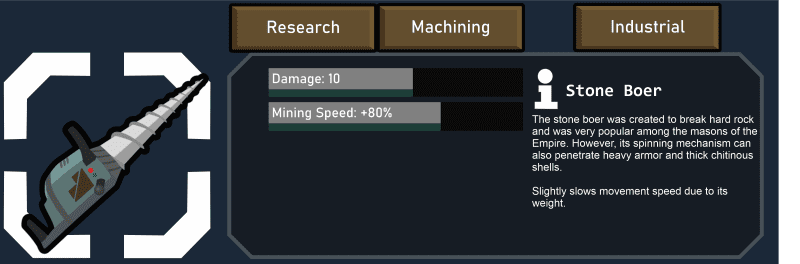 Research
Machining
Industrial
Damage: 10
Mining Speed: +80%
Stone Boer
The stone boer was created to break hard rock
and was very popular among the masons of the
Empire. However, its spinning mechanism can
also penetrate heavy armor and thick chitinous
shells.
Slightly slows movement speed due to its
weight.